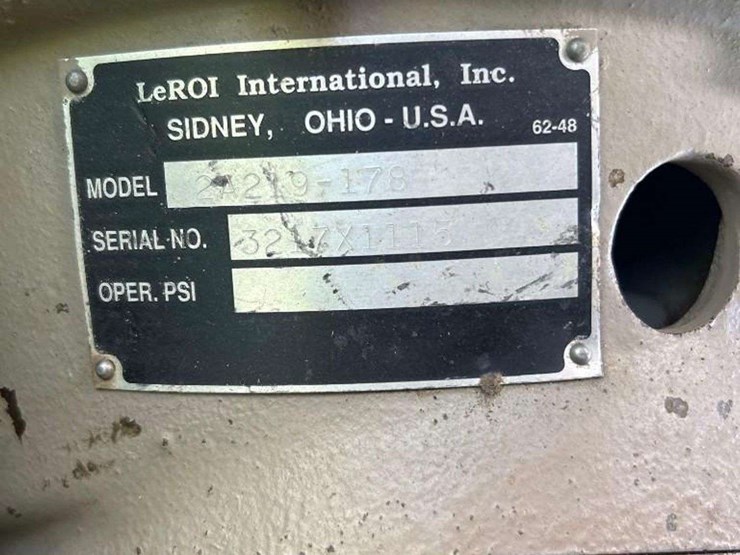 LeROI International, Inc.
SIDNEY, OHIO - U.S.A.
62-48
MODEL
SERIAL NO.
OPER. PSI